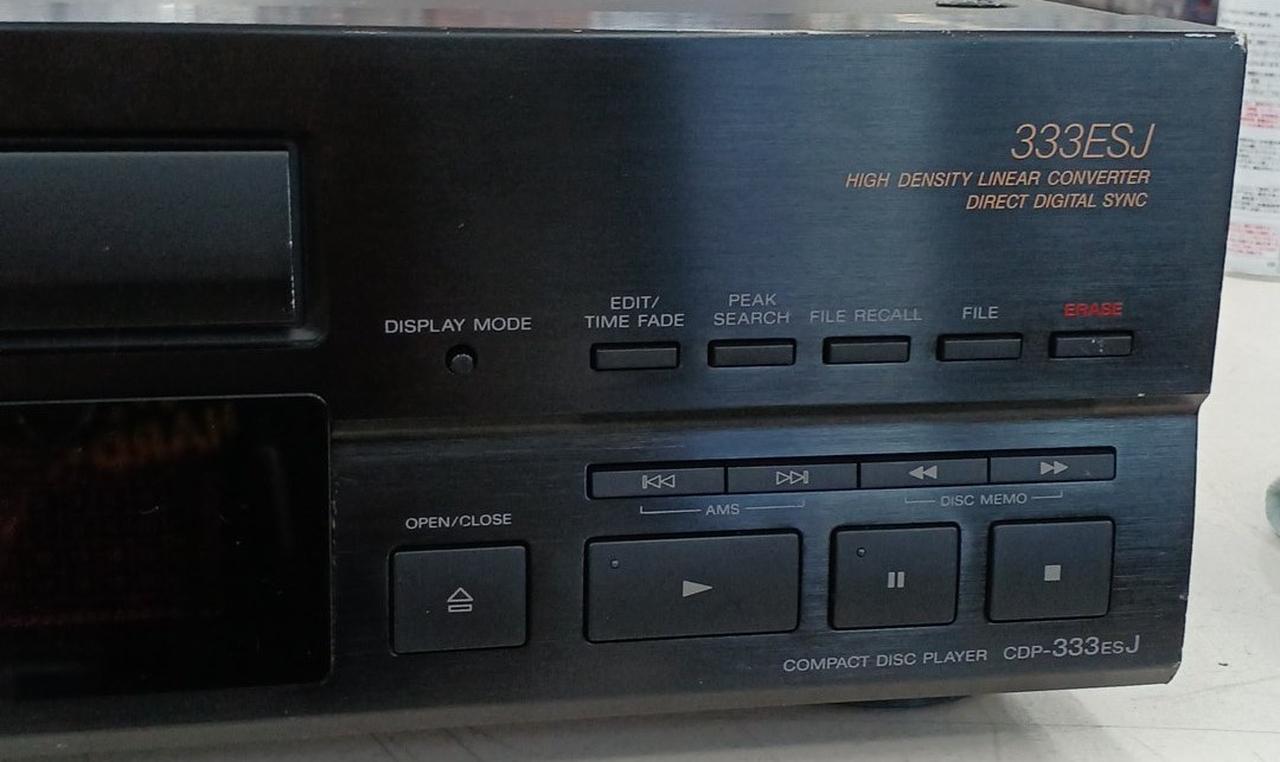 333ESJ
HIGH DENSITY LINEAR CONVERTER
DIRECT DIGITAL SYNC
DISPLAY MODE
EDIT/
TIME FADE
PEAK
SEARCH
FILE RECALL
FILE
ERASE
AMS
DISC MEMO
OPEN/CLOSE
COMPACT DISC PLAYER CDP-333ESJ